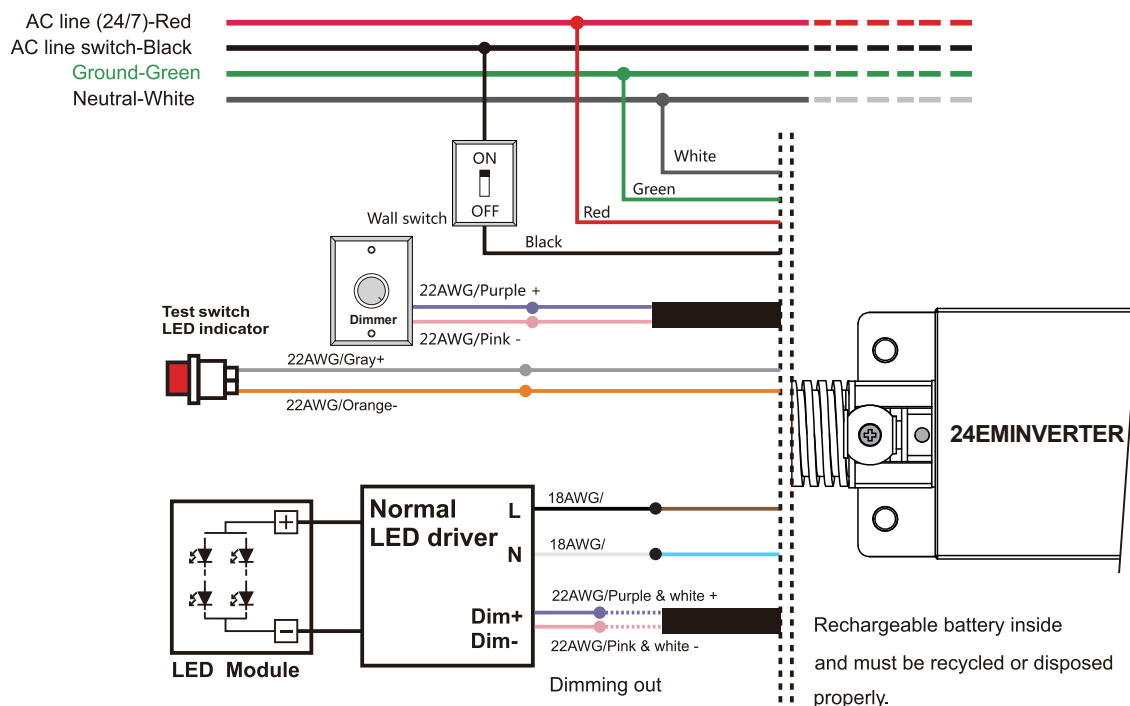 AC line (24/7)-Red
AC line switch-Black
Ground-Green
Neutral-White
ON
OFF
Wall switch
White
Green
Red
Black
Dimmer
22AWG/Purple +
22AWG/Pink -
Test switch
LED indicator
22AWG/Gray+
22AWG/Orange-
24EMINVERTER
LED Module
Normal
LED driver
L
N
Dim+
Dim-
18AWG/
18AWG/
22AWG/Purple & white +
22AWG/Pink & white -
Dimming out
Rechargeable battery inside
and must be recycled or disposed
properly.